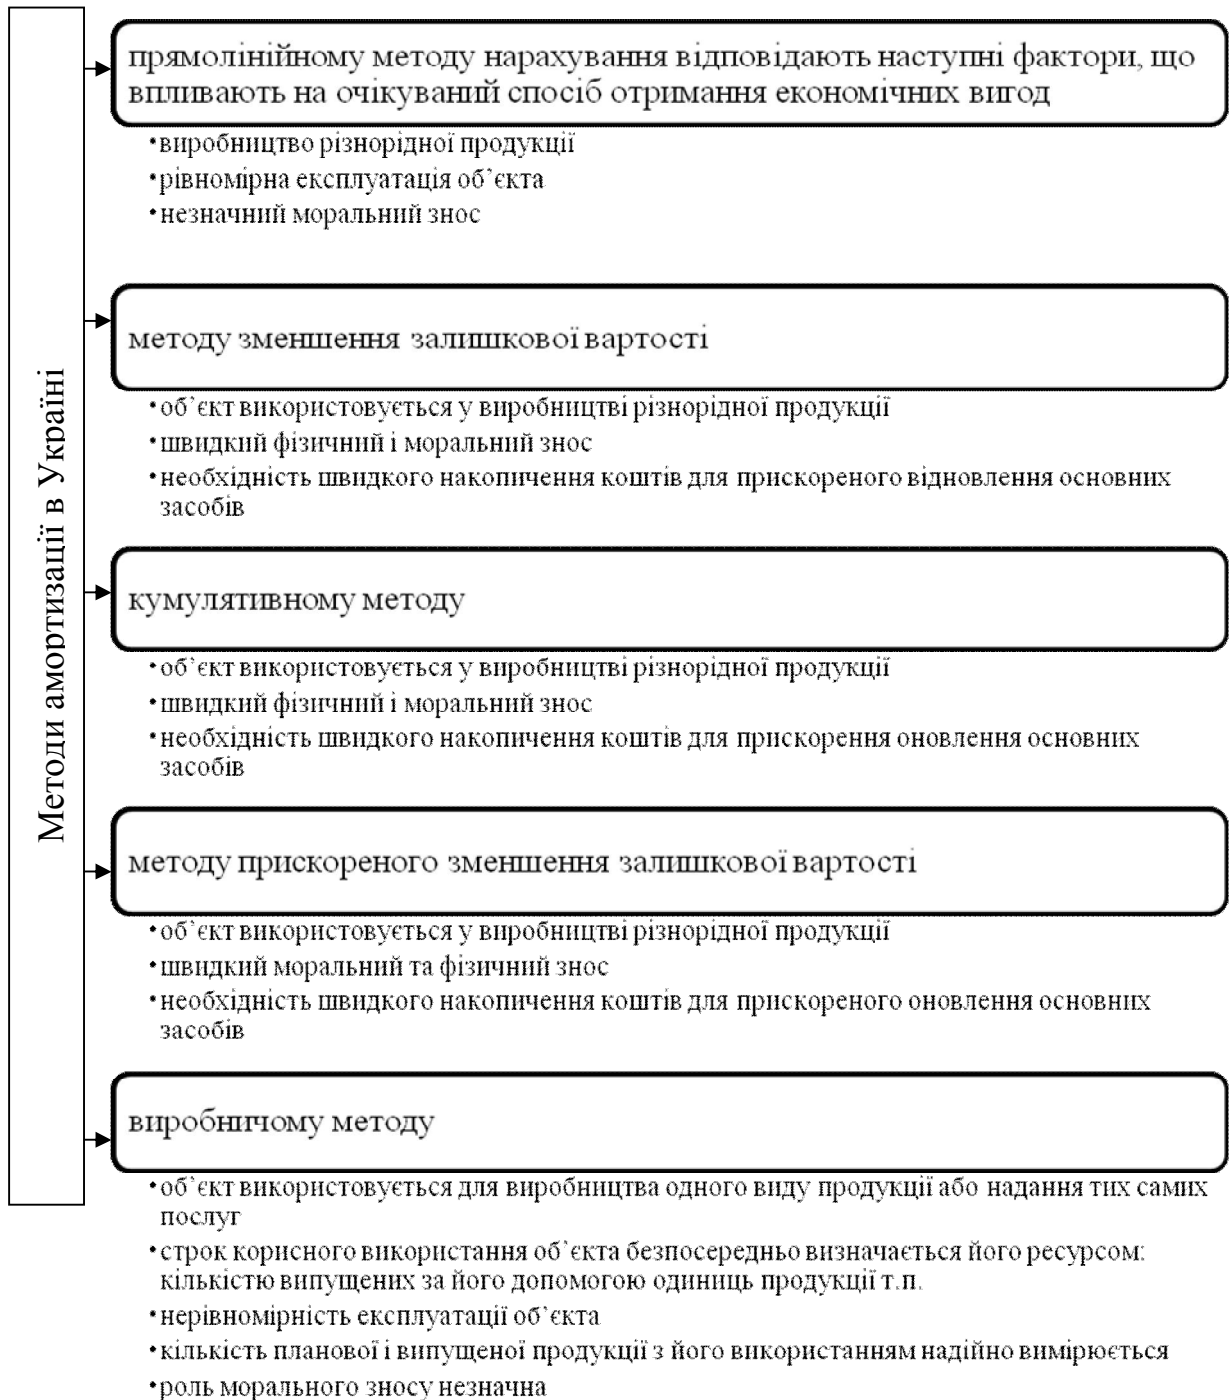 Методи амортизації в Україні
прямолінійному методу нарахування відповідають наступні фактори, що
впливають на очікуваний спосіб отримання економічних вигод
•виробництво різнорідної продукції
•рівномірна експлуатація об’єкта
•незначний моральний знос
методу зменшення залишкової вартості
•об’єкт використовується у виробництві різнорідної продукції
•швидкий фізичний і моральний знос
•необхідність швидкого накопичення коштів для прискореного відновлення основних
засобів
кумулятивному методу
•об’єкт використовується у виробництві різнорідної продукції
•швидкий фізичний і моральний знос
•необхідність швидкого накопичення коштів для прискорення оновлення основних
засобів
методу прискореного зменшення залишкової вартості
•об’єкт використовується у виробництві різнорідної продукції
•швидкий моральний та фізичний знос
•необхідність швидкого накопичення коштів для прискореного оновлення основних
засобів
виробничому методу
•об’єкт використовується для виробництва одного виду продукції або надання тих самих
послуг
•строк корисного використання об’єкта безпосередньо визначається його ресурсом:
кількістю випущених за його допомогою одиниць продукції т.п.
•нерівномірність експлуатації об’єкта
•кількість планової і випущеної продукції з його використанням надійно вимірюється
•роль морального зносу незначна